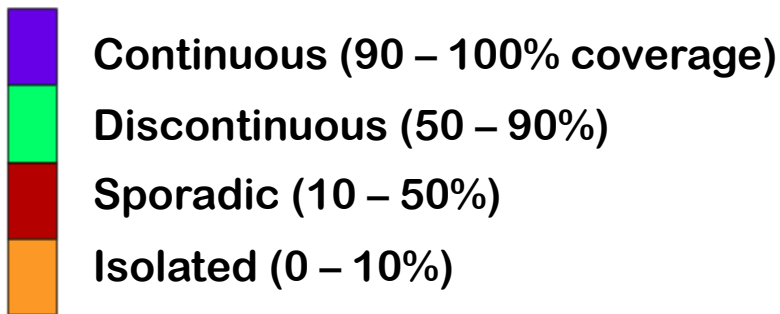 Continuous (90 – 100% coverage)
Discontinuous (50 – 90%)
Sporadic (10 – 50%)
Isolated (0 – 10%)